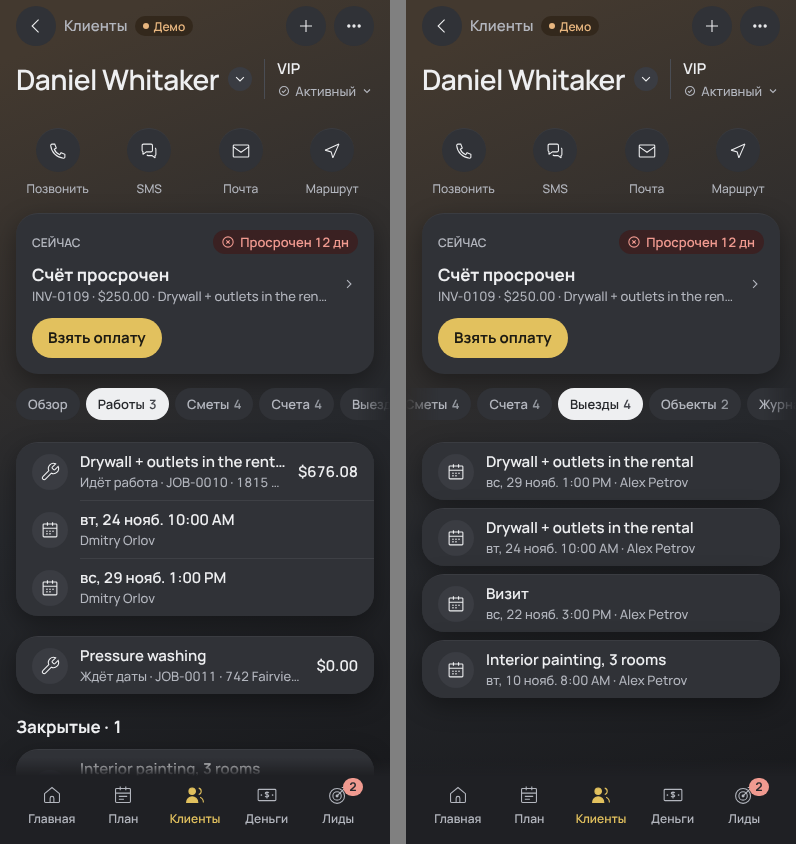 Клиенты
Демо
Daniel Whitaker
VIP
Активный
Позвонить
SMS
Почта
Маршрут
СЕЙЧАС
Просрочен 12 дн
Счёт просрочен
INV-0109 · $250.00 · Drywall + outlets in the ren...
Взять оплату
Обзор
Работы 3
Сметы 4
Счета 4
Выезд
Drywall + outlets in the rent...
$676.08
Идёт работа · JOB-0010 · 1815 ...
вт, 24 нояб. 10:00 AM
Dmitry Orlov
вс, 29 нояб. 1:00 PM
Dmitry Orlov
Pressure washing
$0.00
Ждёт даты · JOB-0011 · 742 Fairvie...
Закрытые · 1
Interior painting, 3 rooms
Главная
План
Клиенты
Деньги
2
Лиды
Клиенты
Демо
Daniel Whitaker
VIP
Активный
Позвонить
SMS
Почта
Маршрут
СЕЙЧАС
Просрочен 12 дн
Счёт просрочен
INV-0109 · $250.00 · Drywall + outlets in the ren...
Взять оплату
Сметы 4
Счета 4
Выезды 4
Объекты 2
Журн
Drywall + outlets in the rental
вс, 29 нояб. 1:00 PM · Alex Petrov
Drywall + outlets in the rental
вт, 24 нояб. 10:00 AM · Alex Petrov
Визит
вс, 22 нояб. 3:00 PM · Alex Petrov
Interior painting, 3 rooms
вт, 10 нояб. 8:00 AM · Alex Petrov
Главная
План
Клиенты
Деньги
2
Лиды